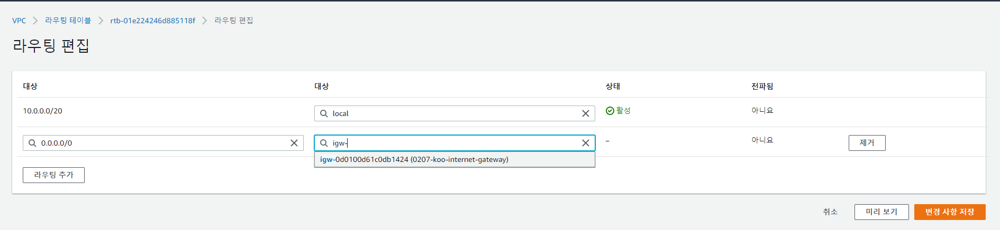 VPC > 라우팅 테이블 > rtb-01e224246d885118f > 라우팅 편집
라우팅 편집
대상 대상 상태 전파됨
10.0.0.0/20 local 활성 아니요
0.0.0.0/0 igw- – 아니요 제거
igw-0d0100d61c0db1424 (0207-koo-internet-gateway)
라우팅 추가
취소 미리 보기 변경 사항 저장